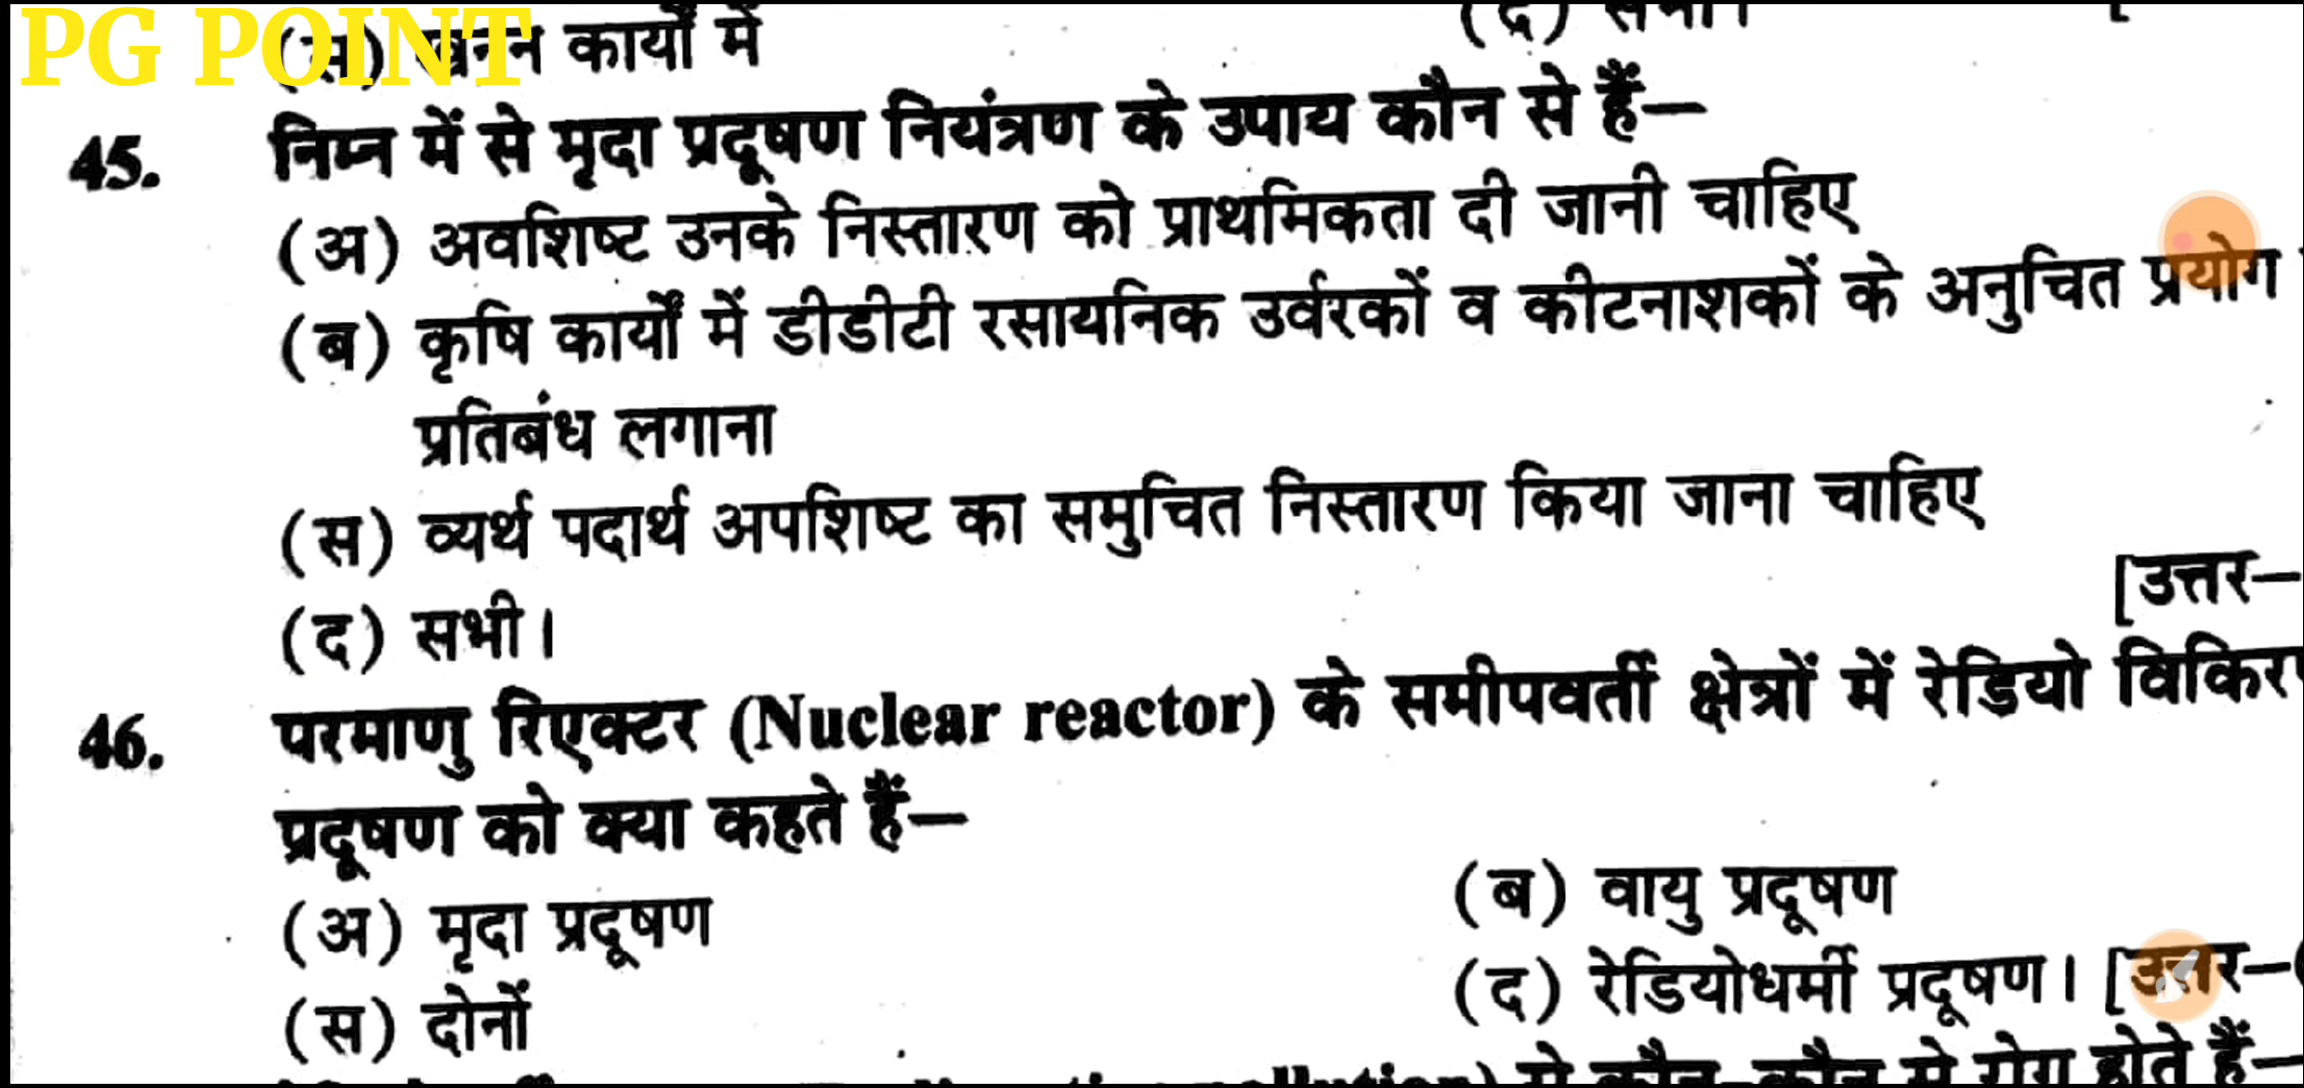 PG POINT
(स) खनन कार्यों में
45. निम्न में से मृदा प्रदूषण नियंत्रण के उपाय कौन से हैं—
(अ) अवशिष्ट उनके निस्तारण को प्राथमिकता दी जानी चाहिए
(ब) कृषि कार्यों में डीडीटी रसायनिक उर्वरकों व कीटनाशकों के अनुचित प्रयोग
प्रतिबंध लगाना
(स) व्यर्थ पदार्थ अपशिष्ट का समुचित निस्तारण किया जाना चाहिए
[उत्तर—
(द) सभी।
46. परमाणु रिएक्टर (Nuclear reactor) के समीपवर्ती क्षेत्रों में रेडियो
प्रदूषण को क्या कहते हैं—
(अ) मृदा प्रदूषण (ब) वायु प्रदूषण
(स) दोनों (द) रेडियोधर्मी प्रदूषण। [उत्तर—(
से कौन-कौन से रोग होते हैं—